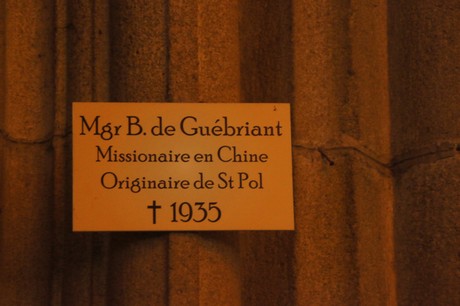 Mgr B. de Guébriant
Missionaire en Chine
Originaire de St Pol
† 1935